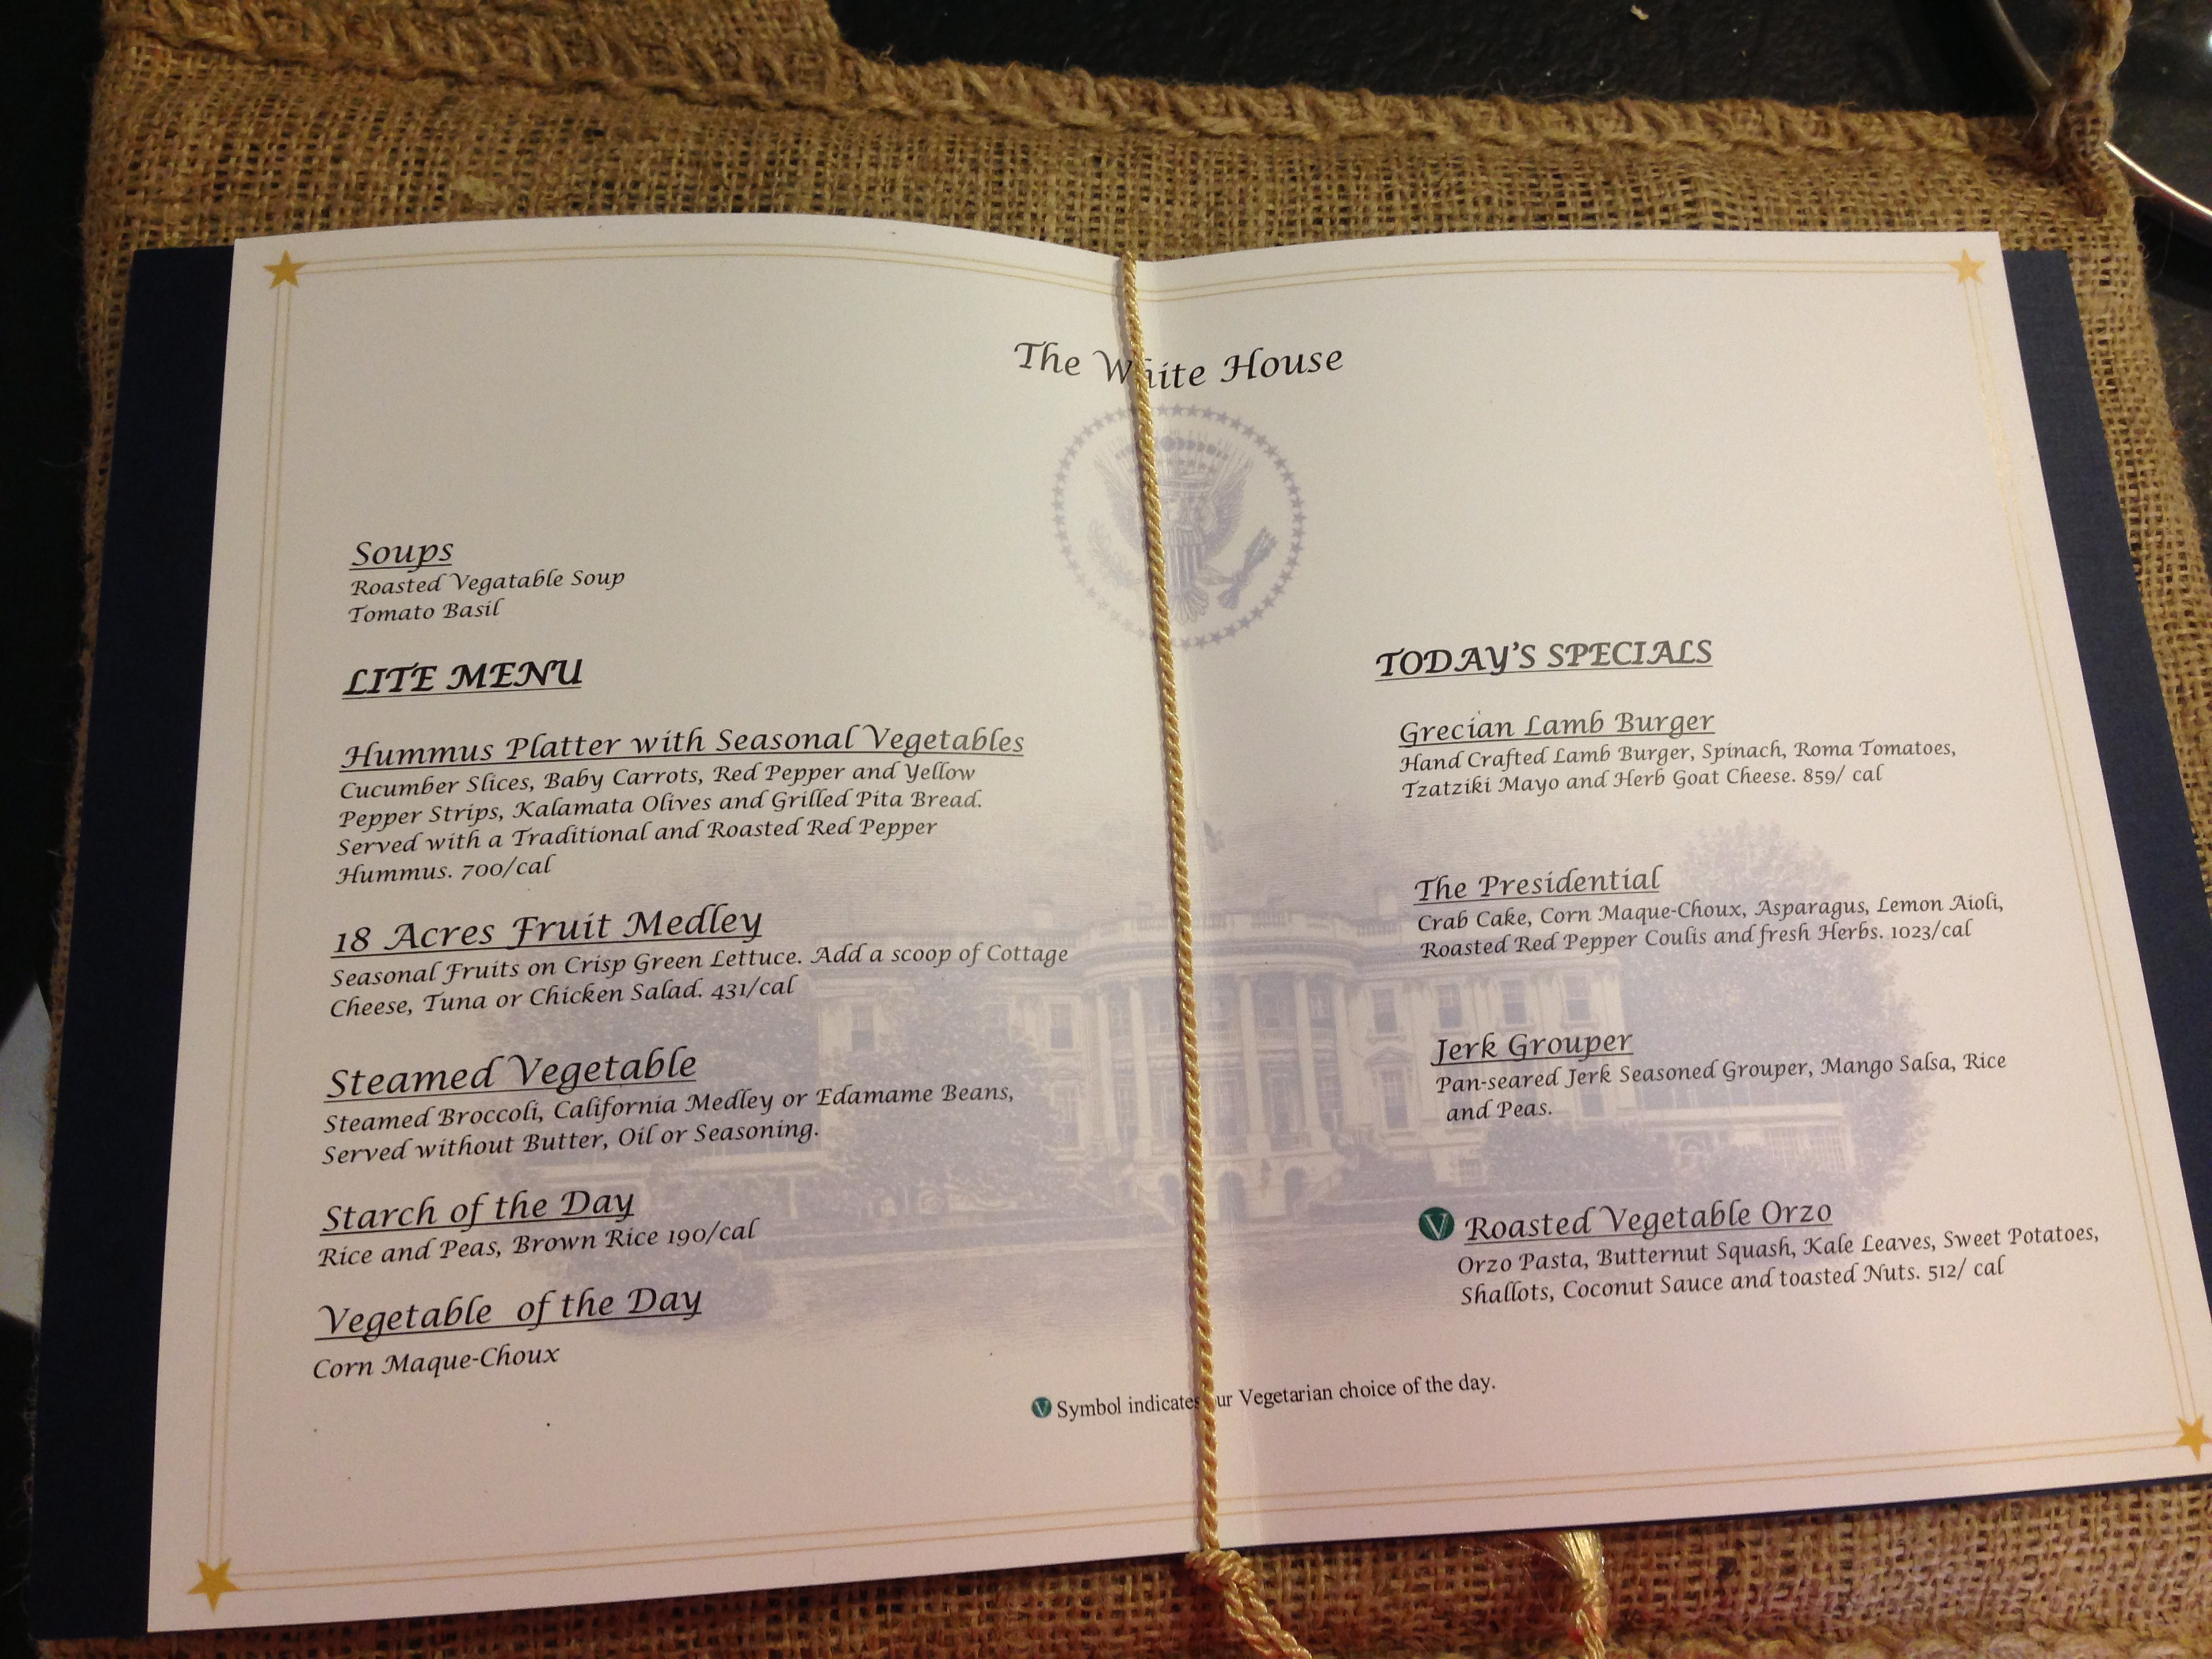 The White House
Soups
Roasted Vegatable Soup
Tomato Basil
LITE MENU
Hummus Platter with Seasonal Vegetables
Cucumber Slices, Baby Carrots, Red Pepper and Yellow
Pepper Strips, Kalamata Olives and Grilled Pita Bread.
Served with a Traditional and Roasted Red Pepper
Hummus. 700/cal
18 Acres Fruit Medley
Seasonal Fruits on Crisp Green Lettuce. Add a scoop of Cottage
Cheese, Tuna or Chicken Salad. 431/cal
Steamed Vegetable
Steamed Broccoli, California Medley or Edamame Beans,
Served without Butter, Oil or Seasoning.
Starch of the Day
Rice and Peas, Brown Rice 190/cal
Vegetable of the Day
Corn Maque-Choux
TODAY'S SPECIALS
Grecian Lamb Burger
Hand Crafted Lamb Burger, Spinach, Roma Tomatoes,
Tzatziki Mayo and Herb Goat Cheese. 859/ cal
The Presidential
Crab Cake, Corn Maque-Choux, Asparagus, Lemon Aioli,
Roasted Red Pepper Coulis and fresh Herbs. 1023/cal
Jerk Grouper
Pan-seared Jerk Seasoned Grouper, Mango Salsa, Rice
and Peas.
V Roasted Vegetable Orzo
Orzo Pasta, Butternut Squash, Kale Leaves, Sweet Potatoes,
Shallots, Coconut Sauce and toasted Nuts. 512/ cal
V Symbol indicates our Vegetarian choice of the day.